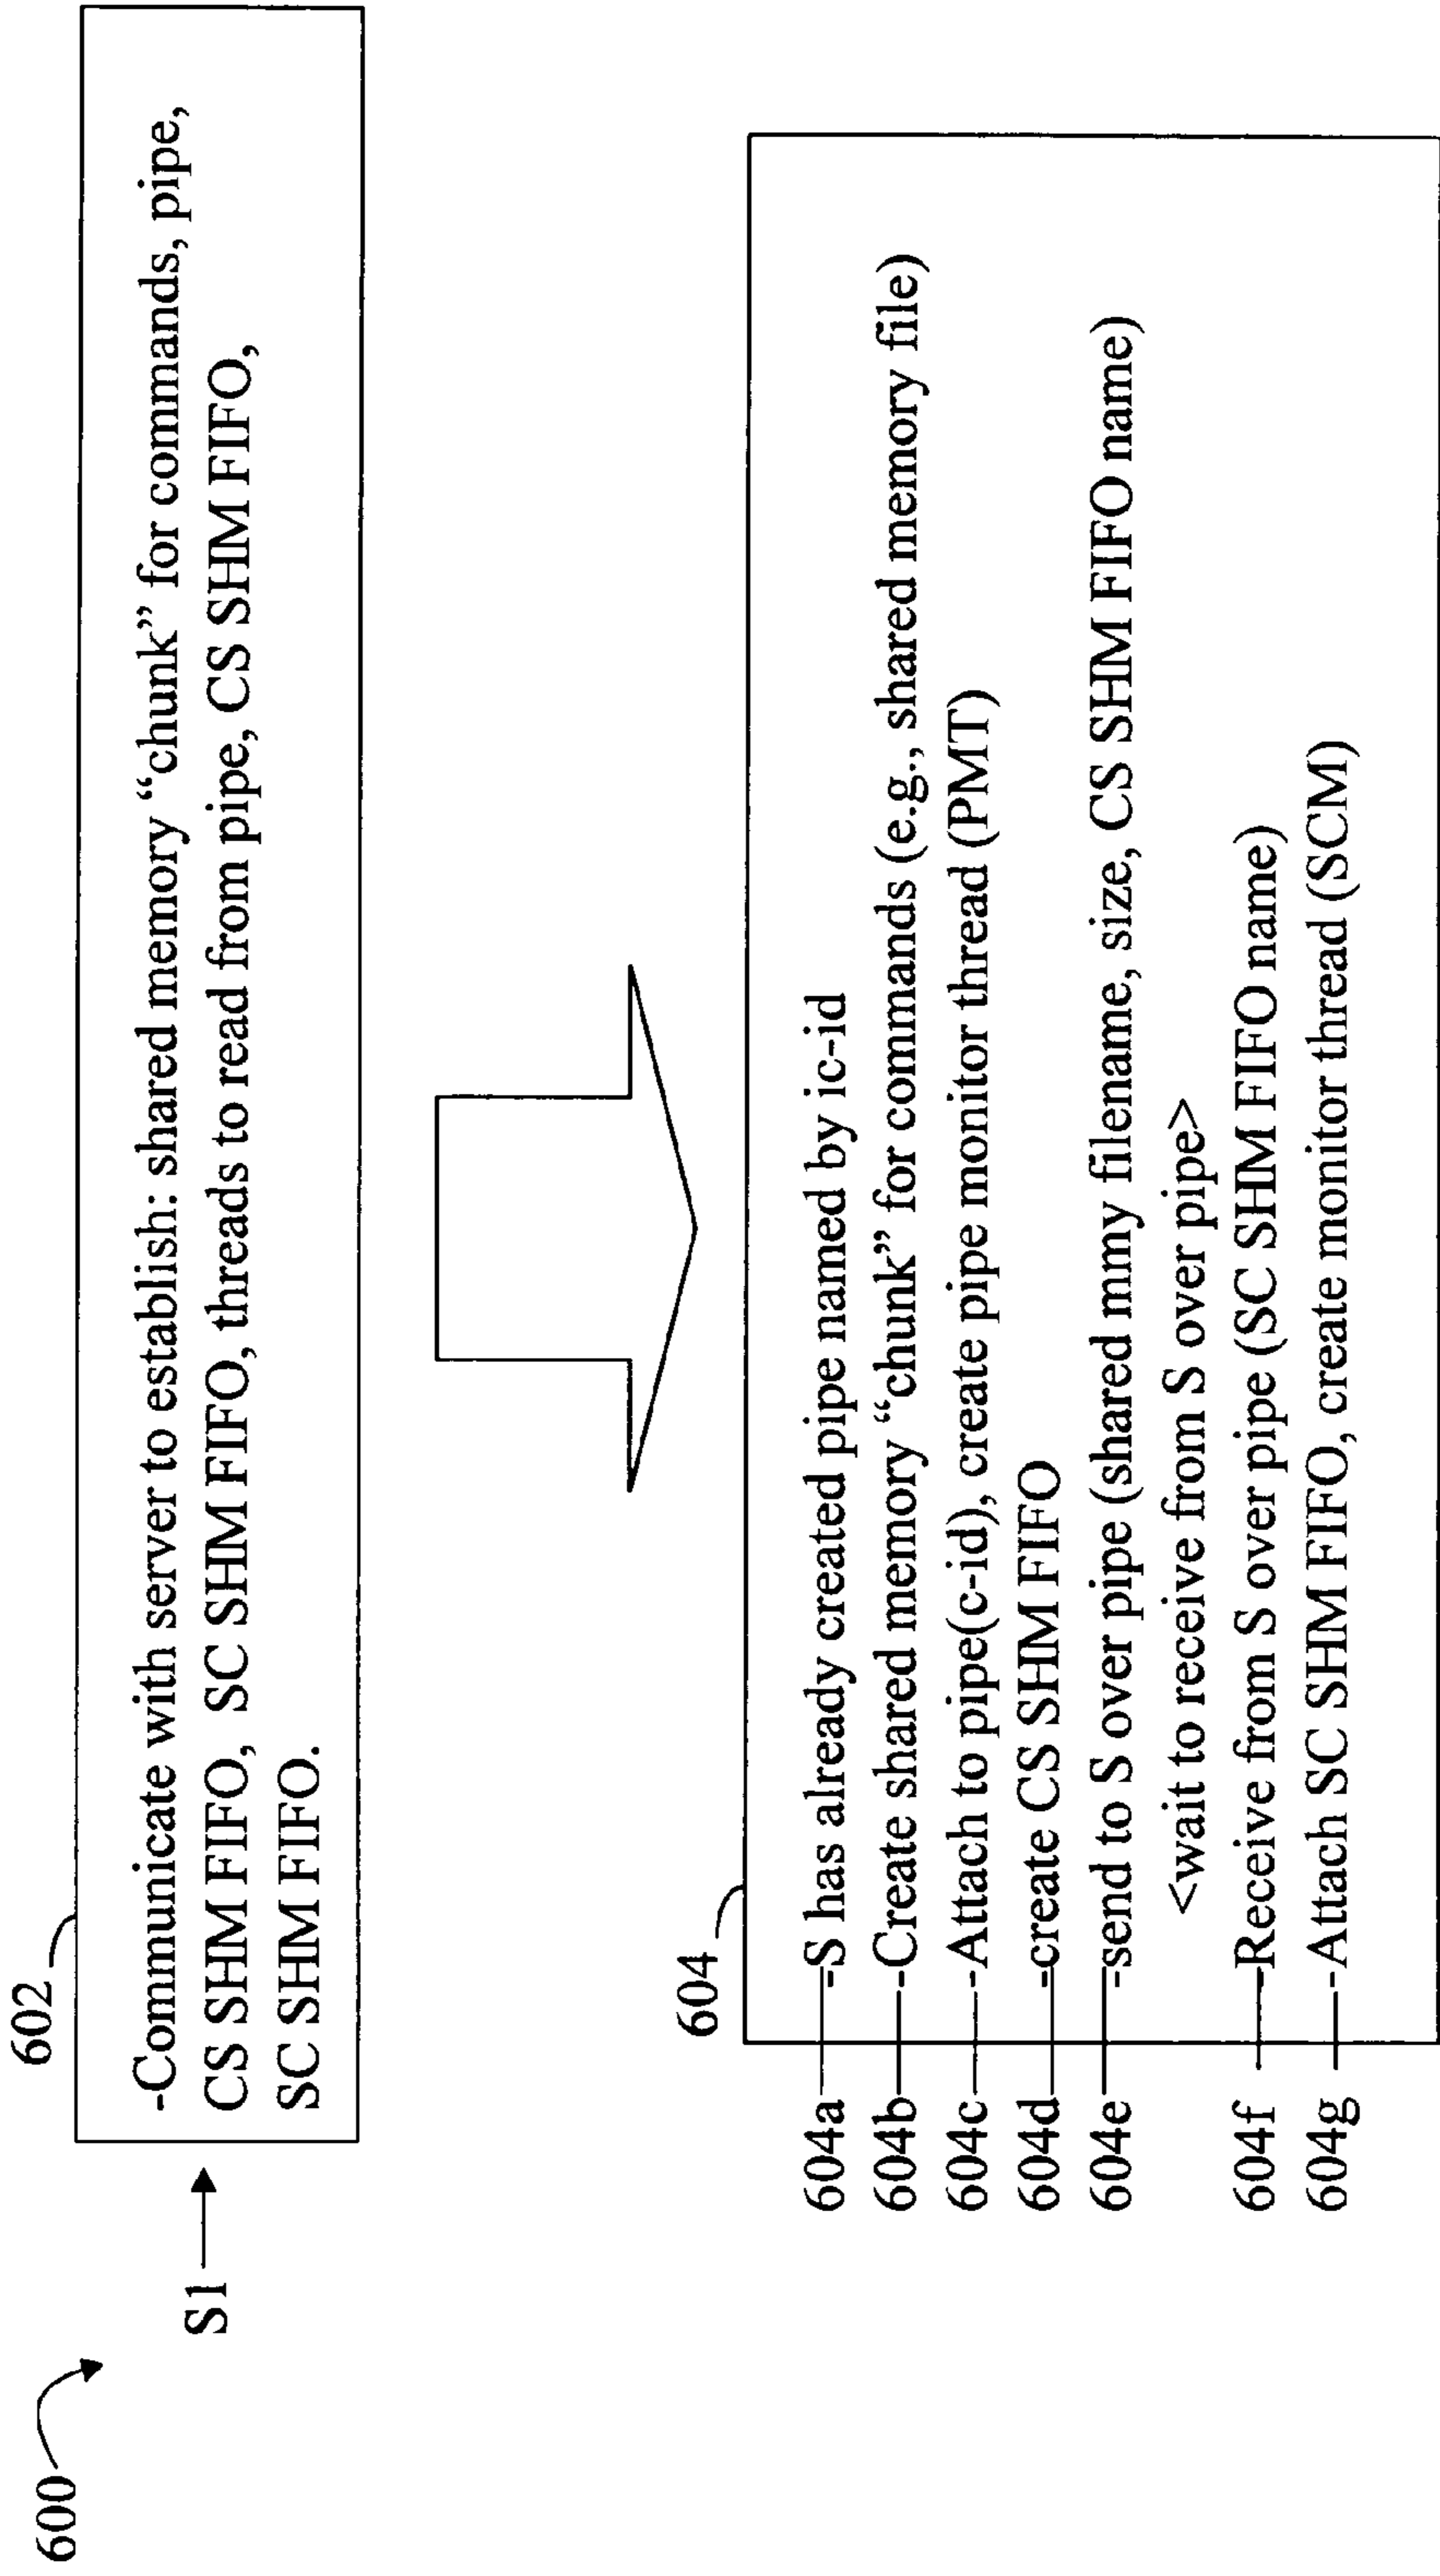 600
602
S1
-Communicate with server to establish: shared memory “chunk” for commands, pipe,
CS SHM FIFO, SC SHM FIFO, threads to read from pipe, CS SHM FIFO,
SC SHM FIFO.
604
604a -S has already created pipe named by ic-id
604b -Create shared memory “chunk” for commands (e.g., shared memory file)
604c -Attach to pipe(c-id), create pipe monitor thread (PMT)
604d -create CS SHM FIFO
604e -send to S over pipe (shared mmy filename, size, CS SHM FIFO name)
<wait to receive from S over pipe>
604f -Receive from S over pipe (SC SHM FIFO name)
604g -Attach SC SHM FIFO, create monitor thread (SCM)